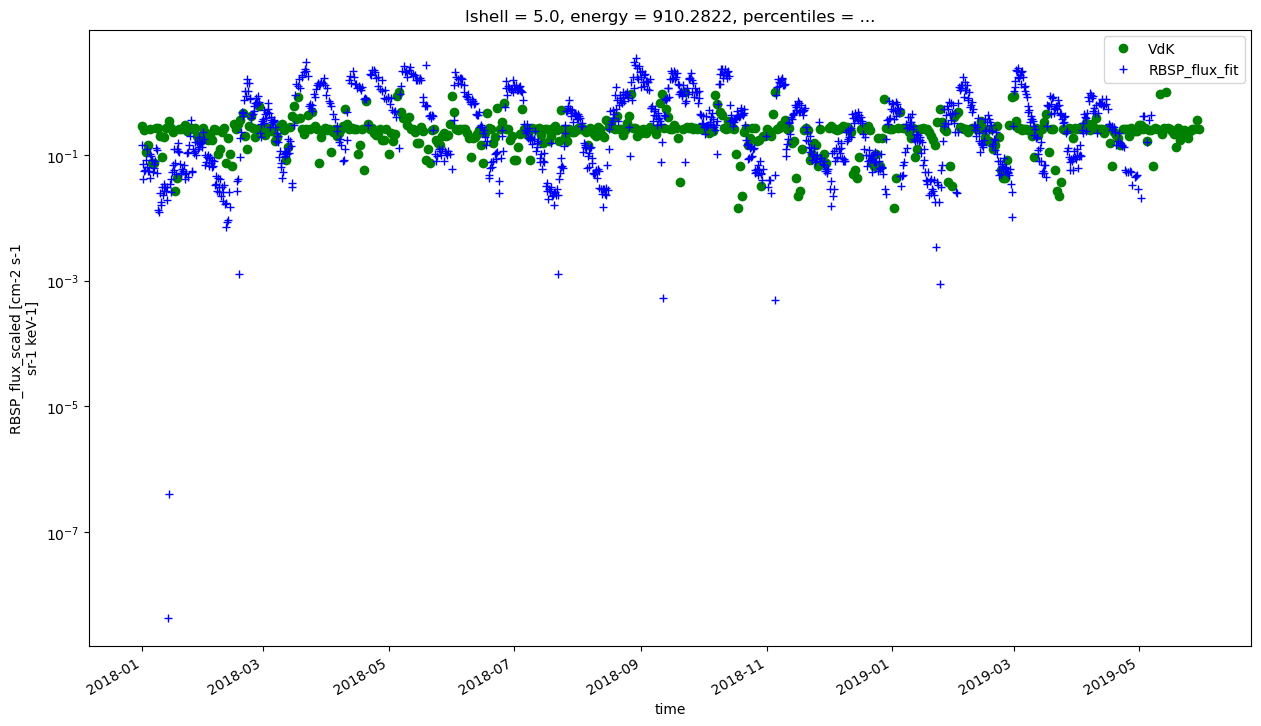 lshell = 5.0, energy = 910.2822, percentiles = ...
VdK
RBSP_flux_fit
10⁻¹
10⁻³
10⁻⁵
10⁻⁷
RBSP_flux_scaled [cm-2 s-1
sr-1 keV-1]
2018-01
2018-03
2018-05
2018-07
2018-09
2018-11
2019-01
2019-03
2019-05
time